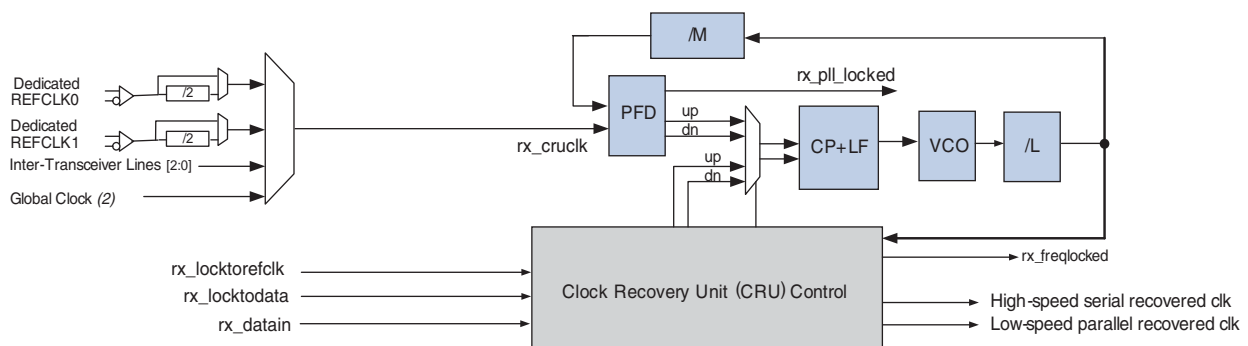 /M
rx_pll_locked
Dedicated
REFCLK0
/2
PFD
up
dn
CP+LF
VCO
/L
Dedicated
REFCLK1
/2
rx_cruclk
Inter-Transceiver Lines [2:0]
up
dn
Global Clock (2)
rx_freqlocked
rx_locktorefclk
rx_locktodata
rx_datain
Clock Recovery Unit (CRU) Control
High-speed serial recovered clk
Low-speed parallel recovered clk